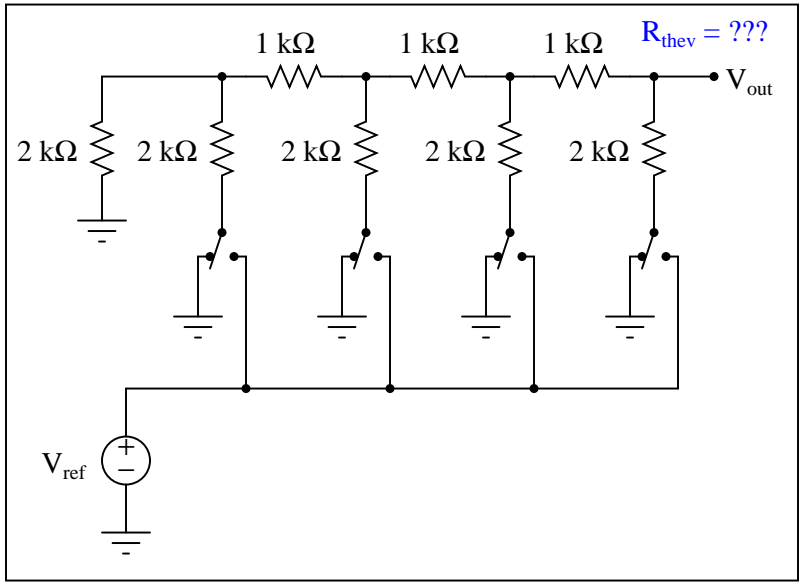 R_thev = ???
1 kΩ 1 kΩ 1 kΩ
V_out
2 kΩ 2 kΩ 2 kΩ 2 kΩ 2 kΩ
V_ref
+
−